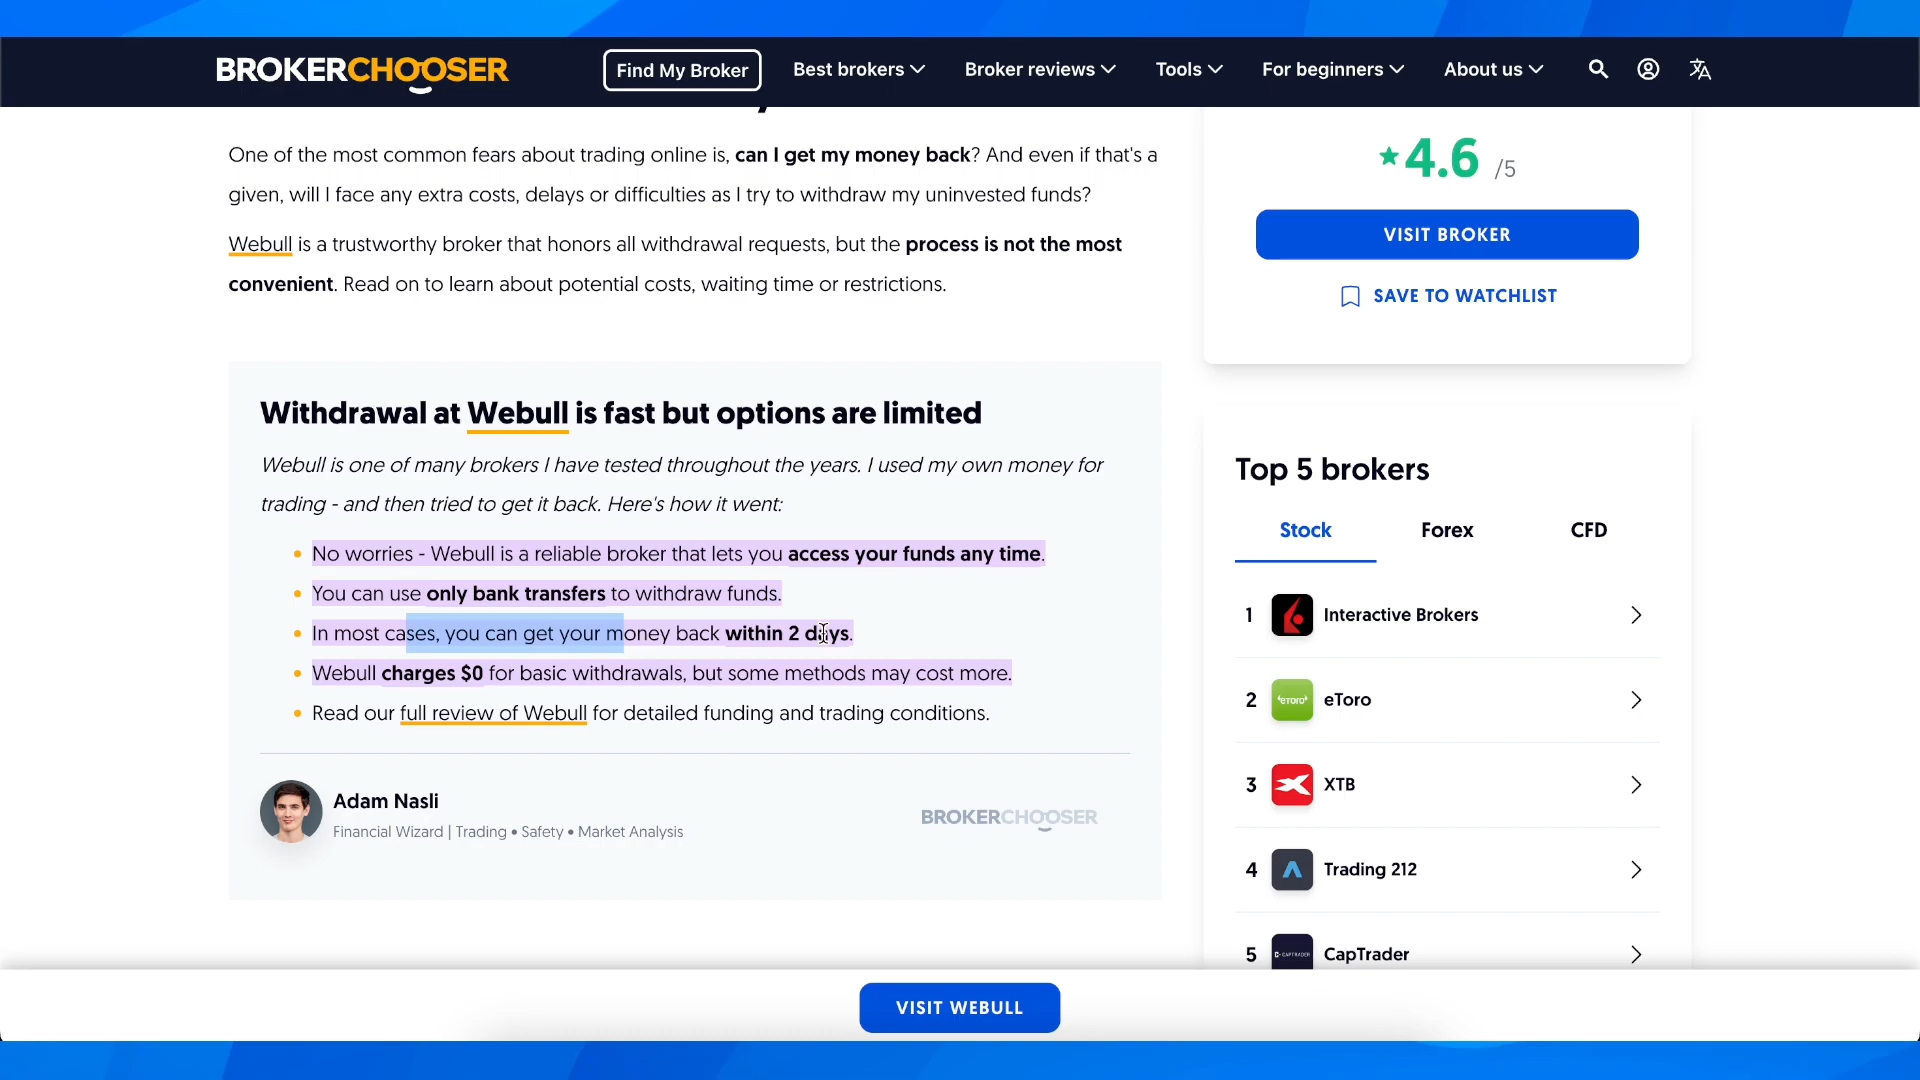 BROKERCHOOSER
Find My Broker
Best brokers
Broker reviews
Tools
For beginners
About us
One of the most common fears about trading online is, can I get my money back? And even if that's a
given, will I face any extra costs, delays or difficulties as I try to withdraw my uninvested funds?
Webull is a trustworthy broker that honors all withdrawal requests, but the process is not the most
convenient. Read on to learn about potential costs, waiting time or restrictions.
Withdrawal at Webull is fast but options are limited
Webull is one of many brokers I have tested throughout the years. I used my own money for
trading - and then tried to get it back. Here's how it went:
No worries - Webull is a reliable broker that lets you access your funds any time.
You can use only bank transfers to withdraw funds.
In most cases, you can get your money back within 2 days.
Webull charges $0 for basic withdrawals, but some methods may cost more.
Read our full review of Webull for detailed funding and trading conditions.
Adam Nasli
Financial Wizard | Trading • Safety • Market Analysis
BROKERCHOOSER
4.6 /5
VISIT BROKER
SAVE TO WATCHLIST
Top 5 brokers
Stock
Forex
CFD
1 Interactive Brokers
2 eToro eToro
3 XTB
4 Trading 212
5 CAPTRADER CapTrader
VISIT WEBULL